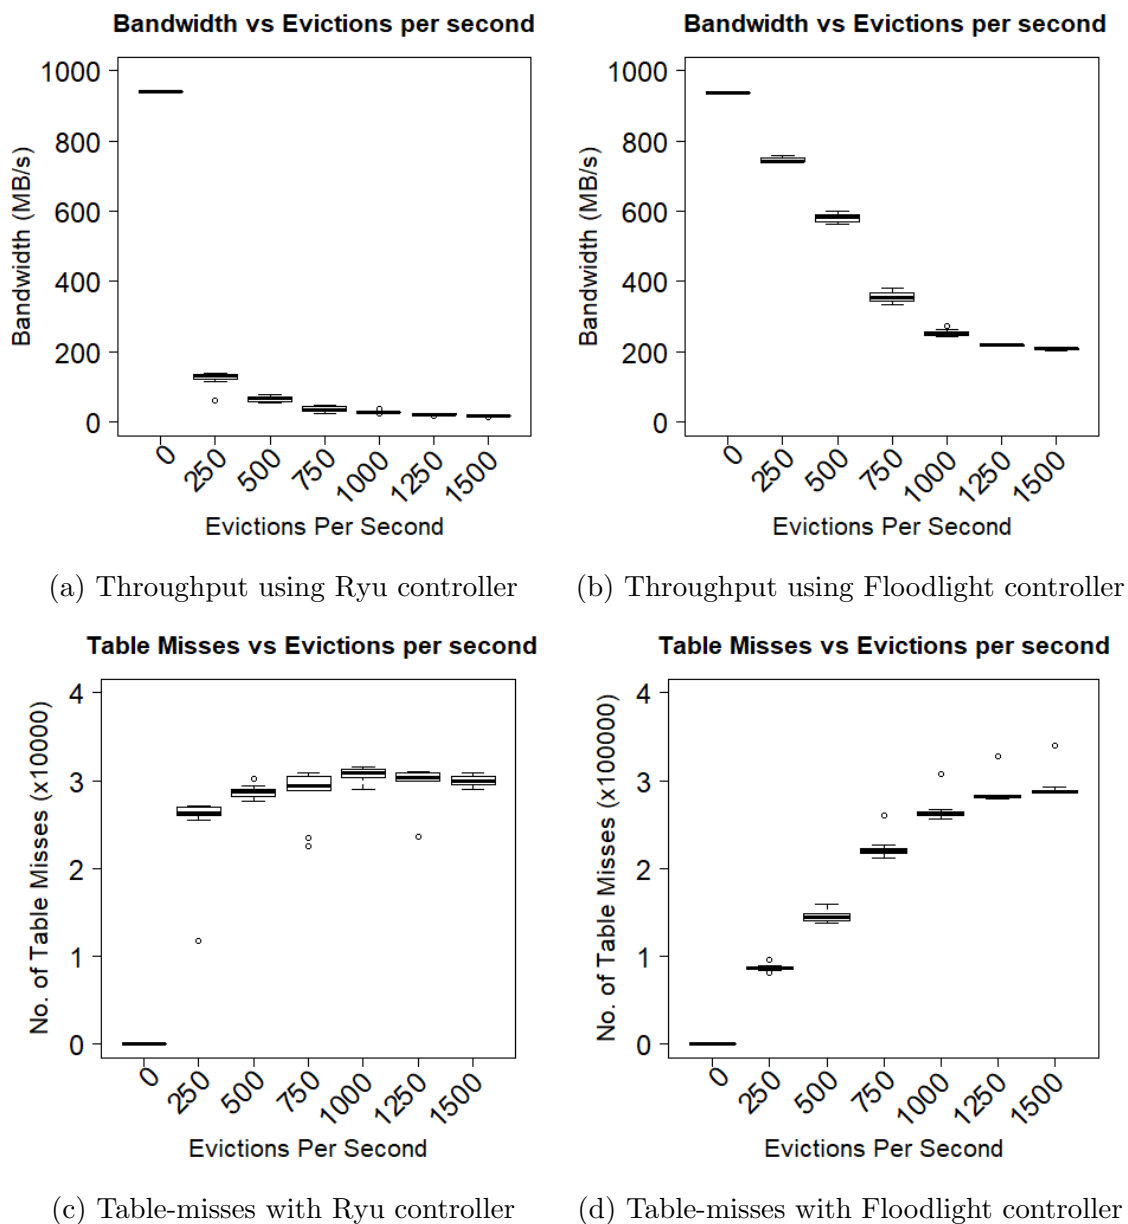 Bandwidth vs Evictions per second
1000
800
600
400
200
0
Bandwidth (MB/s)
0 250 500 750 1000 1250 1500
Evictions Per Second
(a) Throughput using Ryu controller
Bandwidth vs Evictions per second
1000
800
600
400
200
0
Bandwidth (MB/s)
0 250 500 750 1000 1250 1500
Evictions Per Second
(b) Throughput using Floodlight controller
Table Misses vs Evictions per second
4
3
2
1
0
No. of Table Misses (x10000)
0 250 500 750 1000 1250 1500
Evictions Per Second
(c) Table-misses with Ryu controller
Table Misses vs Evictions per second
4
3
2
1
0
No. of Table Misses (x1000000)
0 250 500 750 1000 1250 1500
Evictions Per Second
(d) Table-misses with Floodlight controller